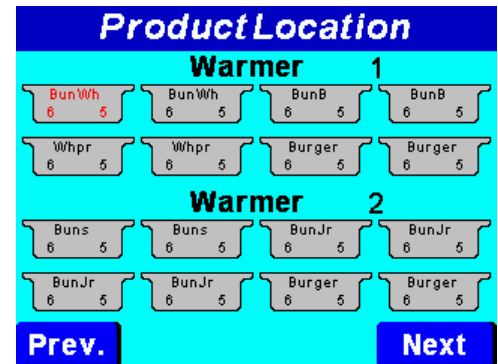 Product Location
Warmer 1
BunWh BunWh BunB BunB
6 5 6 5 6 5 6 5
Whpr Whpr Burger Burger
6 5 6 5 6 5 6 5
Warmer 2
Buns Buns BunJr BunJr
6 5 6 5 6 5 6 5
BunJr BunJr Burger Burger
6 5 6 5 6 5 6 5
Prev. Next